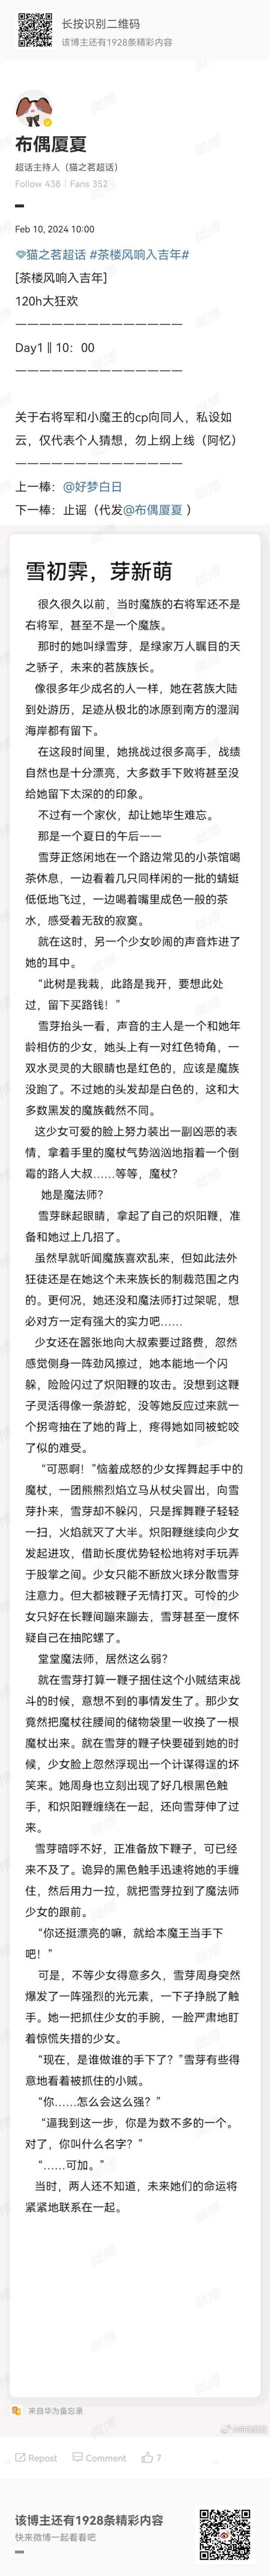 长按识别二维码
该博主还有1928条精彩内容
布偶厦夏
超话主持人（猫之茗超话）
Follow 438 | Fans 352
Feb 10, 2024 10:00
猫之茗超话 #茶楼风响入吉年#
[茶楼风响入吉年]
120h大狂欢
——————————————
Day1 || 10：00
——————————————
关于右将军和小魔王的cp向同人，私设如
云，仅代表个人猜想，勿上纲上线（阿忆）
——————————————
上一棒：@好梦白日
下一棒：止谣（代发@布偶厦夏 ）
雪初霁，芽新萌
很久很久以前，当时魔族的右将军还不是
右将军，甚至不是一个魔族。
那时的她叫绿雪芽，是绿家万人瞩目的天
之骄子，未来的茗族族长。
像很多年少成名的人一样，她在茗族大陆
到处游历，足迹从极北的冰原到南方的湿润
海岸都有留下。
在这段时间里，她挑战过很多高手，战绩
自然也是十分漂亮，大多数手下败将甚至没
给她留下太深的的印象。
不过有一个家伙，却让她毕生难忘。
那是一个夏日的午后——
雪芽正悠闲地在一个路边常见的小茶馆喝
茶休息，一边看着几只同样闲的一批的蜻蜓
低低地飞过，一边喝着嘴里成色一般的茶
水，感受着无敌的寂寞。
就在这时，另一个少女吵闹的声音炸进了
她的耳中。
“此树是我栽，此路是我开，要想此处
过，留下买路钱！”
雪芽抬头一看，声音的主人是一个和她年
龄相仿的少女，她头上有一对红色犄角，一
双水灵灵的大眼睛也是红色的，应该是魔族
没跑了。不过她的头发却是白色的，这和大
多数黑发的魔族截然不同。
这少女可爱的脸上努力装出一副凶恶的表
情，拿着手里的魔杖气势汹汹地指着一个倒
霉的路人大叔……等等，魔杖？
她是魔法师？
雪芽眯起眼睛，拿起了自己的炽阳鞭，准
备和她过上几招了。
虽然早就听闻魔族喜欢乱来，但如此法外
狂徒还是在她这个未来族长的制裁范围之内
的。更何况，她还没和魔法师打过架呢，想
必对方一定有强大的实力吧……
少女还在嚣张地向大叔索要过路费，忽然
感觉侧身一阵劲风擦过，她本能地一个闪
躲，险险闪过了炽阳鞭的攻击。没想到这鞭
子灵活得像一条游蛇，没等她反应过来就一
个拐弯抽在了她的背上，疼得她如同被蛇咬
了似的难受。
“可恶啊！”恼羞成怒的少女挥舞起手中的
魔杖，一团熊熊烈焰立马从杖尖冒出，向雪
芽扑来，雪芽却不躲闪，只是挥舞鞭子轻轻
一扫，火焰就灭了大半。炽阳鞭继续向少女
发起进攻，借助长度优势轻松地将对手玩弄
于股掌之间。少女只能不断放火球分散雪芽
注意力。但大都被鞭子无情打灭。可怜的少
女只好在长鞭间蹦来蹦去，雪芽甚至一度怀
疑自己在抽陀螺了。
堂堂魔法师，居然这么弱？
就在雪芽打算一鞭子捆住这个小贼结束战
斗的时候，意想不到的事情发生了。那少女
竟然把魔杖往腰间的储物袋里一收换了一根
魔杖出来。就在雪芽的鞭子快要碰到她的时
候，少女脸上忽然浮现出一个计谋得逞的坏
笑来。她周身也立刻出现了好几根黑色触
手，和炽阳鞭缠绕在一起，还向雪芽伸了过
来。
雪芽暗呼不好，正准备放下鞭子，可已经
来不及了。诡异的黑色触手迅速将她的手缠
住，然后用力一拉，就把雪芽拉到了魔法师
少女的跟前。
“你还挺漂亮的嘛，就给本魔王当手下
吧！”
可是，不等少女得意多久，雪芽周身突然
爆发了一阵强烈的光元素，一下子挣脱了触
手。她一把抓住少女的手腕，一脸严肃地盯
着惊慌失措的少女。
“现在，是谁做谁的手下了？”雪芽有些得
意地看着被抓住的小贼。
“你……怎么会这么强？”
“逼我到这一步，你是为数不多的一个。
对了，你叫什么名字？”
“……可加。”
当时，两人还不知道，未来她们的命运将
紧紧地联系在一起。
来自华为备忘录
Repost Comment 7
该博主还有1928条精彩内容
快来微博一起看看吧